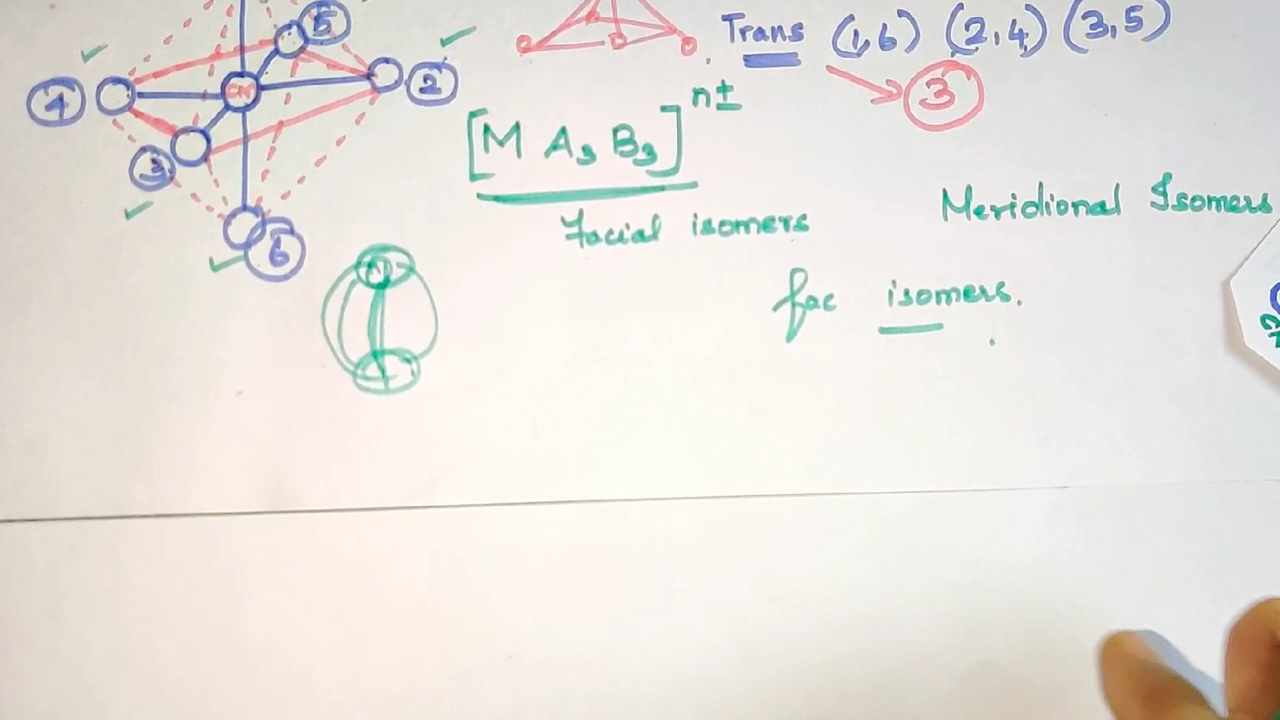 5
Trans (1,6) (2,4) (3,5)
4
2
3
[M A3 B3]n±
3
Meridional Isomers
Facial isomers
6
fac isomers.